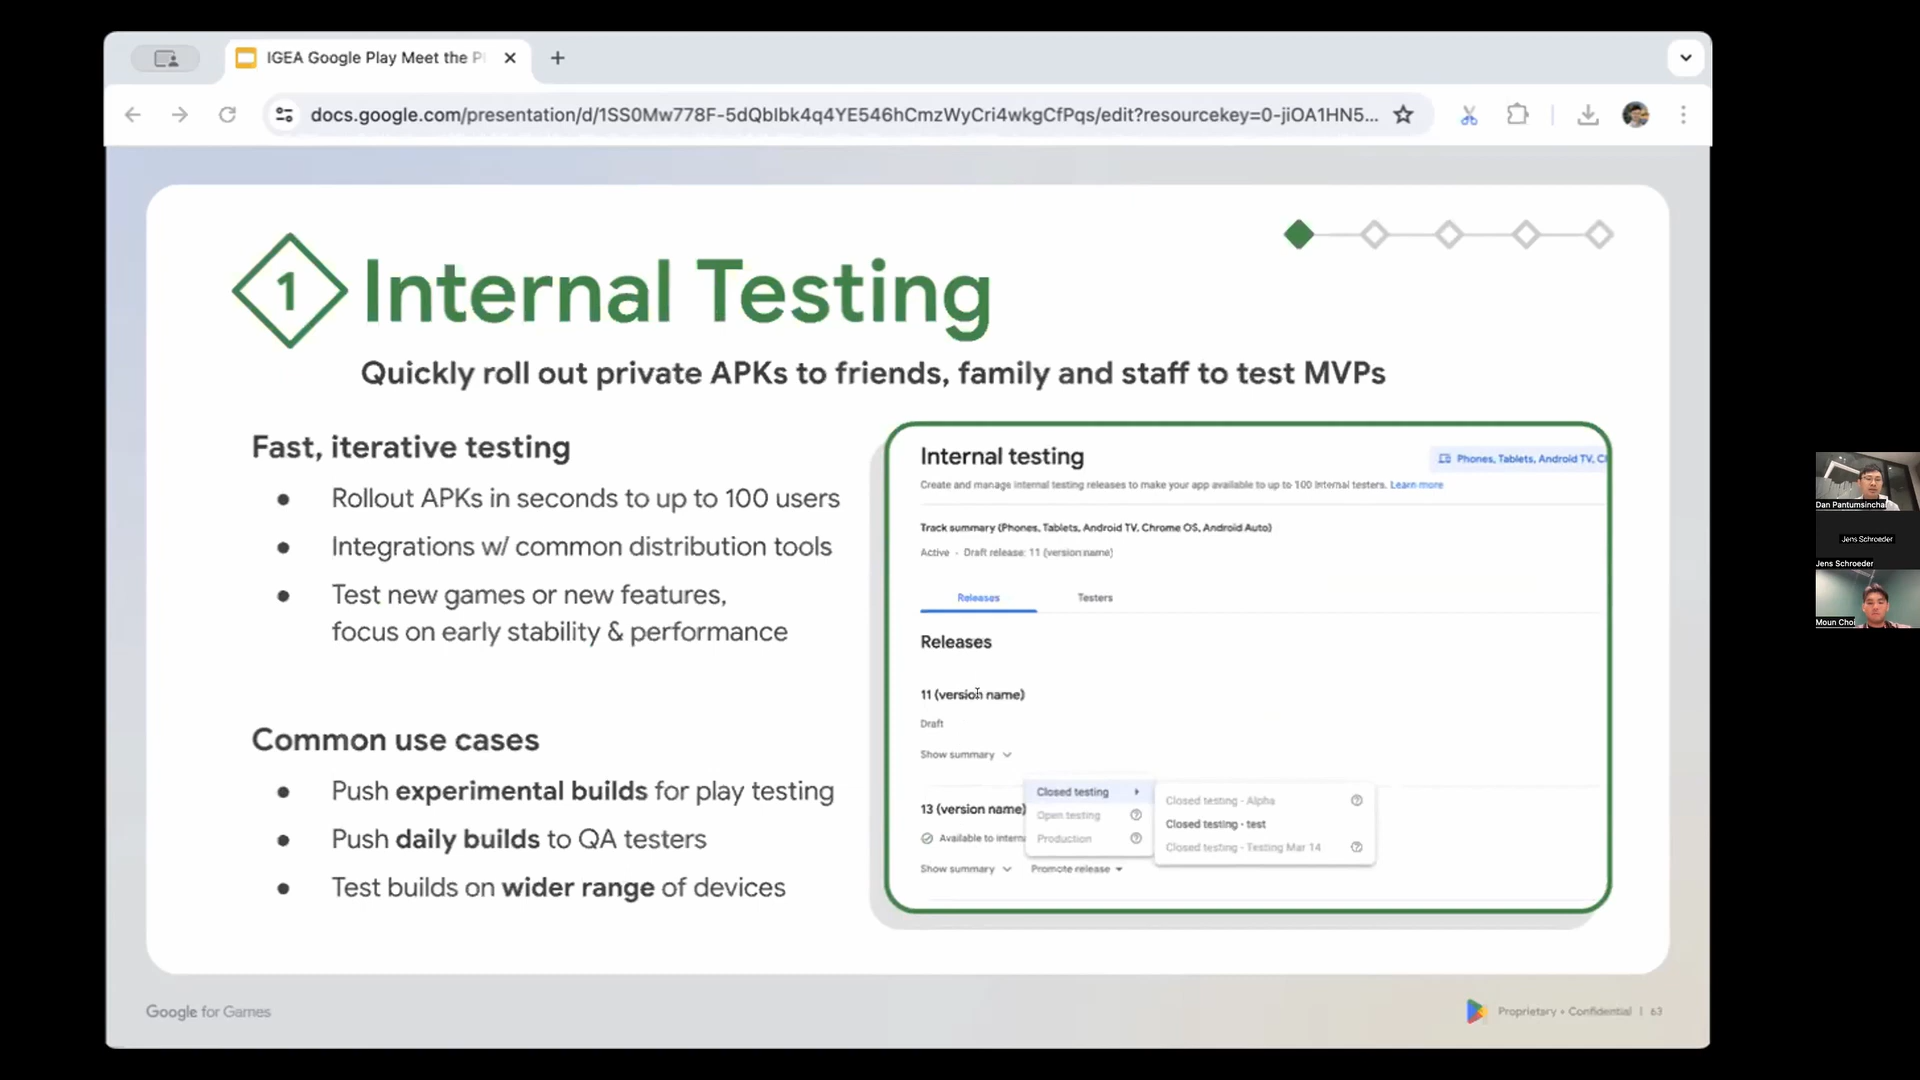 IGEA Google Play Meet the P
docs.google.com/presentation/d/1SS0Mw778F-5dQbIbk4q4YE546hCmzWyCri4wkgCfPqs/edit?resourcekey=0-jiOA1HN5...
1
Internal Testing
Quickly roll out private APKs to friends, family and staff to test MVPs
Fast, iterative testing
● Rollout APKs in seconds to up to 100 users
● Integrations w/ common distribution tools
● Test new games or new features,
focus on early stability & performance
Common use cases
● Push experimental builds for play testing
● Push daily builds to QA testers
● Test builds on wider range of devices
Internal testing
Phones, Tablets, Android TV, C
Create and manage internal testing releases to make your app available to up to 100 internal testers. Learn more
Track summary (Phones, Tablets, Android TV, Chrome OS, Android Auto)
Active - Draft release: 11 (version name)
Releases
Testers
Releases
11 (version name)
Draft
Show summary
13 (version name)
Available to interna
Show summary
Promote release
Closed testing
Open testing
Production
Closed testing - Alpha
Closed testing - test
Closed testing - Testing Mar 14
Google for Games
Proprietary + Confidential | 63
Dan Pantumsinchai
Jens Schroeder
Jens Schroeder
Moun Choi